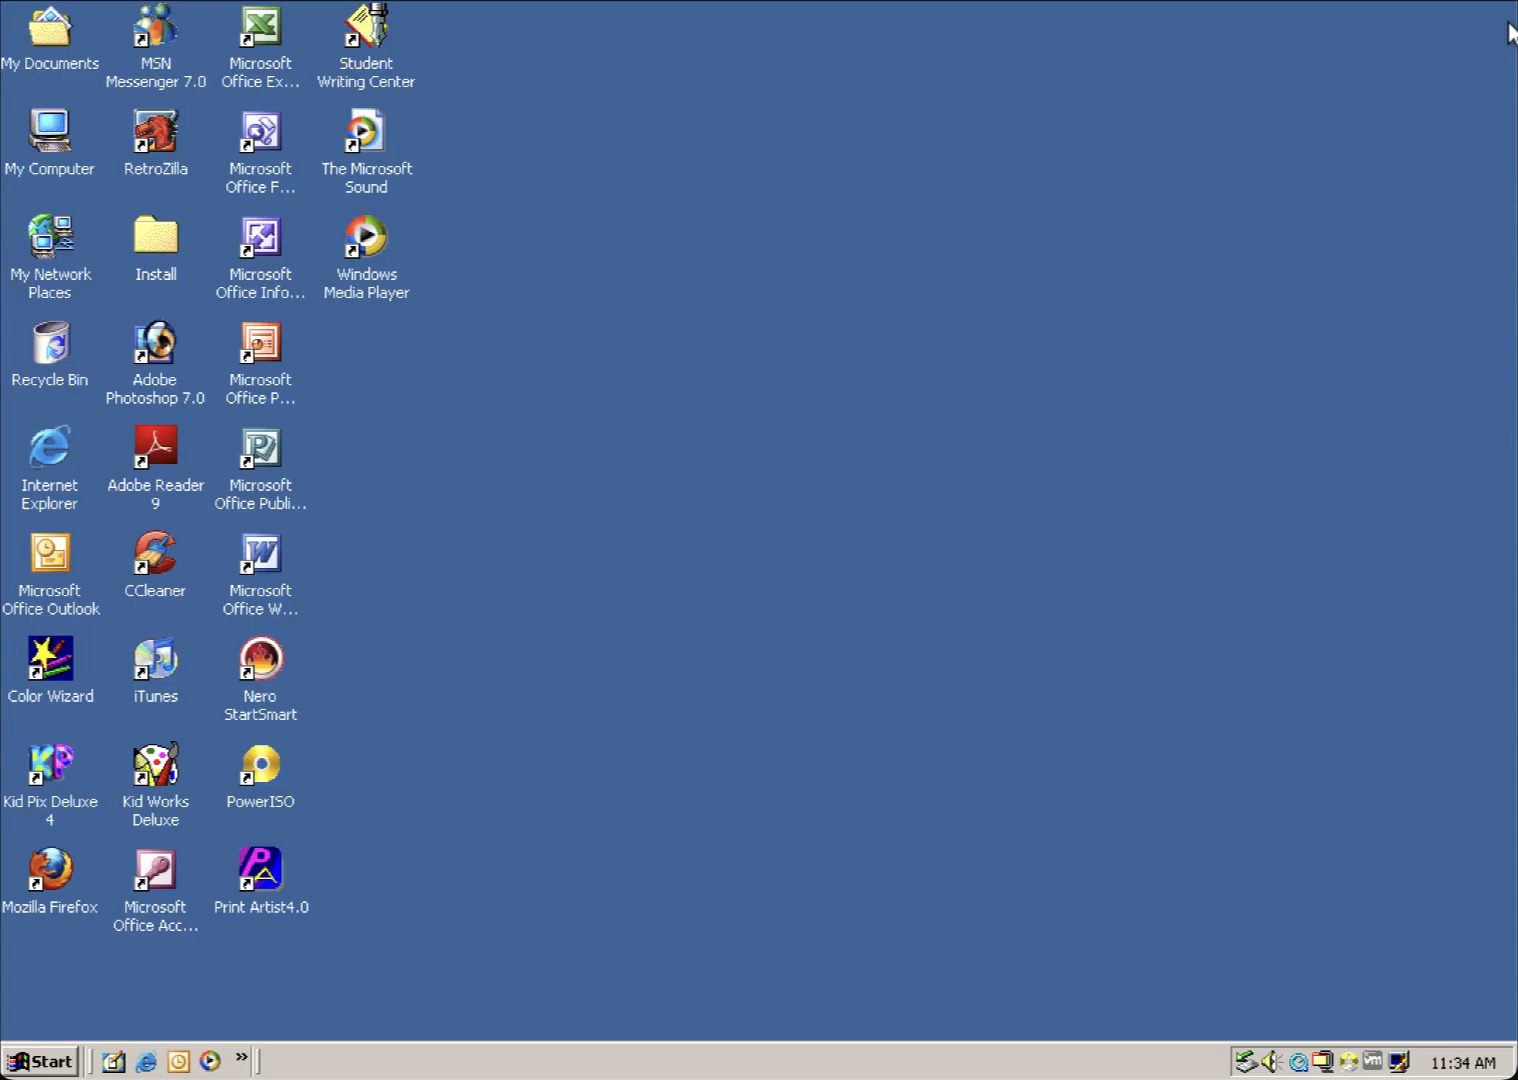 My Documents
MSN
Messenger 7.0
Microsoft
Office Ex...
Student
Writing Center
My Computer
RetroZilla
Microsoft
Office F...
The Microsoft
Sound
My Network
Places
Install
Microsoft
Office Info...
Windows
Media Player
Recycle Bin
Adobe
Photoshop 7.0
Microsoft
Office P...
Internet
Explorer
Adobe Reader
9
Microsoft
Office Publi...
Microsoft
Office Outlook
CCleaner
Microsoft
Office W...
Color Wizard
iTunes
Nero
StartSmart
Kid Pix Deluxe
4
Kid Works
Deluxe
PowerISO
Mozilla Firefox
Microsoft
Office Acc...
Print Artist4.0
Start
»
vm
11:34 AM